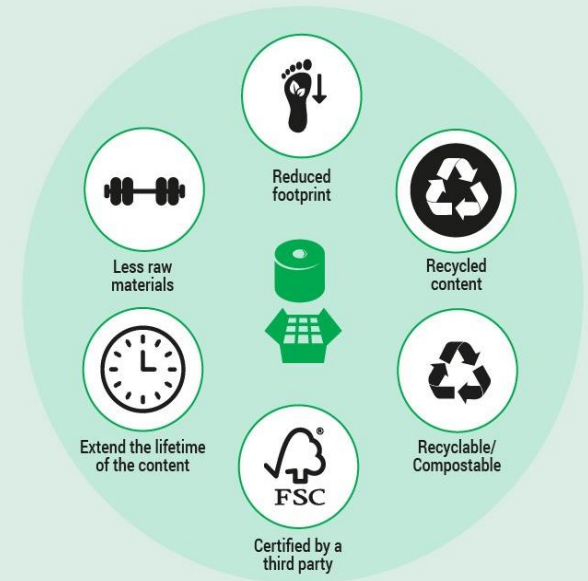 Reduced
footprint
Less raw
materials
Recycled
content
Extend the lifetime
of the content
Recyclable/
Compostable
®
FSC
Certified by a
third party